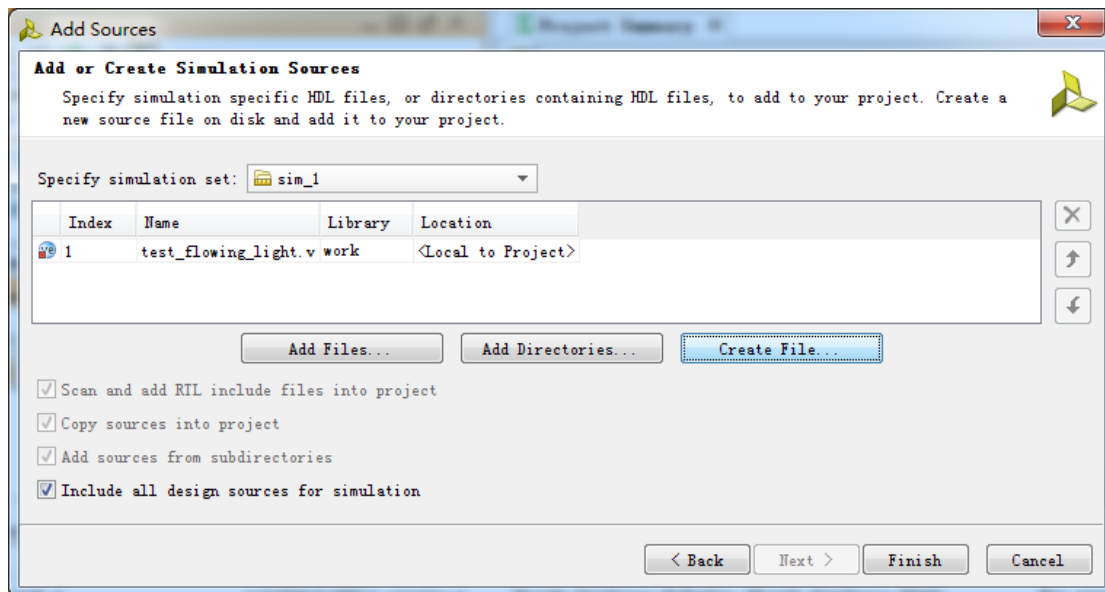 Add Sources
Project Summary
Add or Create Simulation Sources
Specify simulation specific HDL files, or directories containing HDL files, to add to your project. Create a
new source file on disk and add it to your project.
Specify simulation set: sim_1
Index Name Library Location
1 test_flowing_light.v work <Local to Project>
Add Files... Add Directories... Create File...
Scan and add RTL include files into project
Copy sources into project
Add sources from subdirectories
Include all design sources for simulation
< Back Next > Finish Cancel